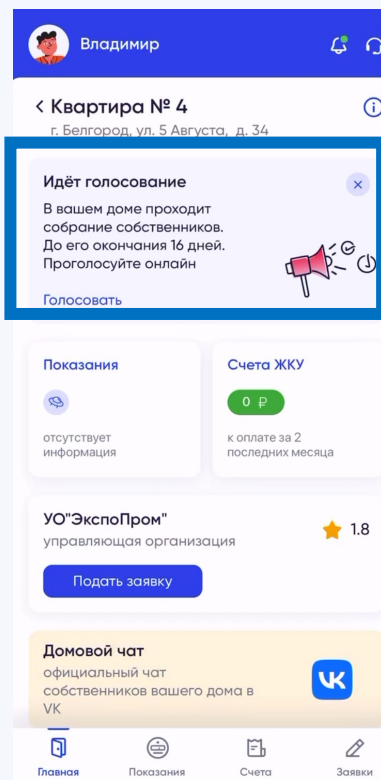 Владимир
Квартира № 4
г. Белгород, ул. 5 Августа, д. 34
Идёт голосование
В вашем доме проходит
собрание собственников.
До его окончания 16 дней.
Проголосуйте онлайн
Голосовать
Показания
отсутствует
информация
Счета ЖКУ
0 ₽
к оплате за 2
последних месяца
УО"ЭкспоПром"
управляющая организация
1.8
Подать заявку
Домовой чат
официальный чат
собственников вашего дома в
VK
Главная
Показания
Счета
Заявки